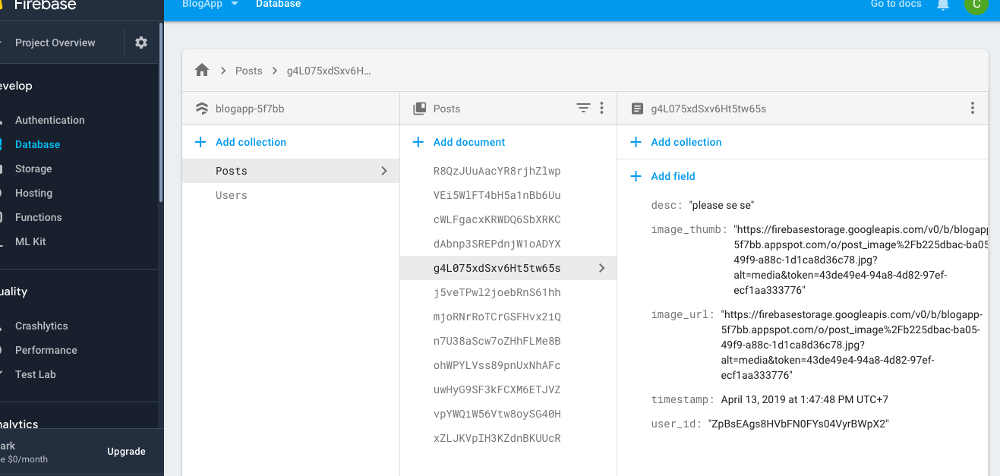 Firebase
Project Overview
evelop
Authentication
Database
Storage
Hosting
Functions
ML Kit
uality
Crashlytics
Performance
Test Lab
nalytics
ark
e $0/month
Upgrade
BlogApp
Database
Go to docs
C
Posts
g4L075xdSxv6H...
blogapp-5f7bb
Add collection
Posts
Users
Posts
Add document
R8QzJUuAacYR8rjhZlwp
VEi5WlFT4bH5a1nBb6Uu
cWLFgacxKRWDQ6SbXRKC
dAbnp3SREPdnjW1oADYX
g4L075xdSxv6Ht5tw65s
j5veTPwl2joebRnS61hh
mjoRNrRoTCrGSFHvx2iQ
n7U38aScw7oZHhFLMe8B
ohWPYLVss89pnUxNhAFc
uwHyG9SF3kFCXM6ETJVZ
vpYWQiW56Vtw8oySG40H
xZLJKVpIH3KZdnBKUUcR
g4L075xdSxv6Ht5tw65s
Add collection
Add field
desc: "please se se"
image_thumb: "https://firebasestorage.googleapis.com/v0/b/blogapp
5f7bb.appspot.com/o/post_image%2Fb225dbac-ba05
49f9-a88c-1d1ca8d36c78.jpg?
alt=media&token=43de49e4-94a8-4d82-97ef-
ecf1aa333776"
image_url: "https://firebasestorage.googleapis.com/v0/b/blogapp-
5f7bb.appspot.com/o/post_image%2Fb225dbac-ba05-
49f9-a88c-1d1ca8d36c78.jpg?
alt=media&token=43de49e4-94a8-4d82-97ef-
ecf1aa333776"
timestamp: April 13, 2019 at 1:47:48 PM UTC+7
user_id: "ZpBsEAgs8HVbFN0FYs04VyrBWpX2"